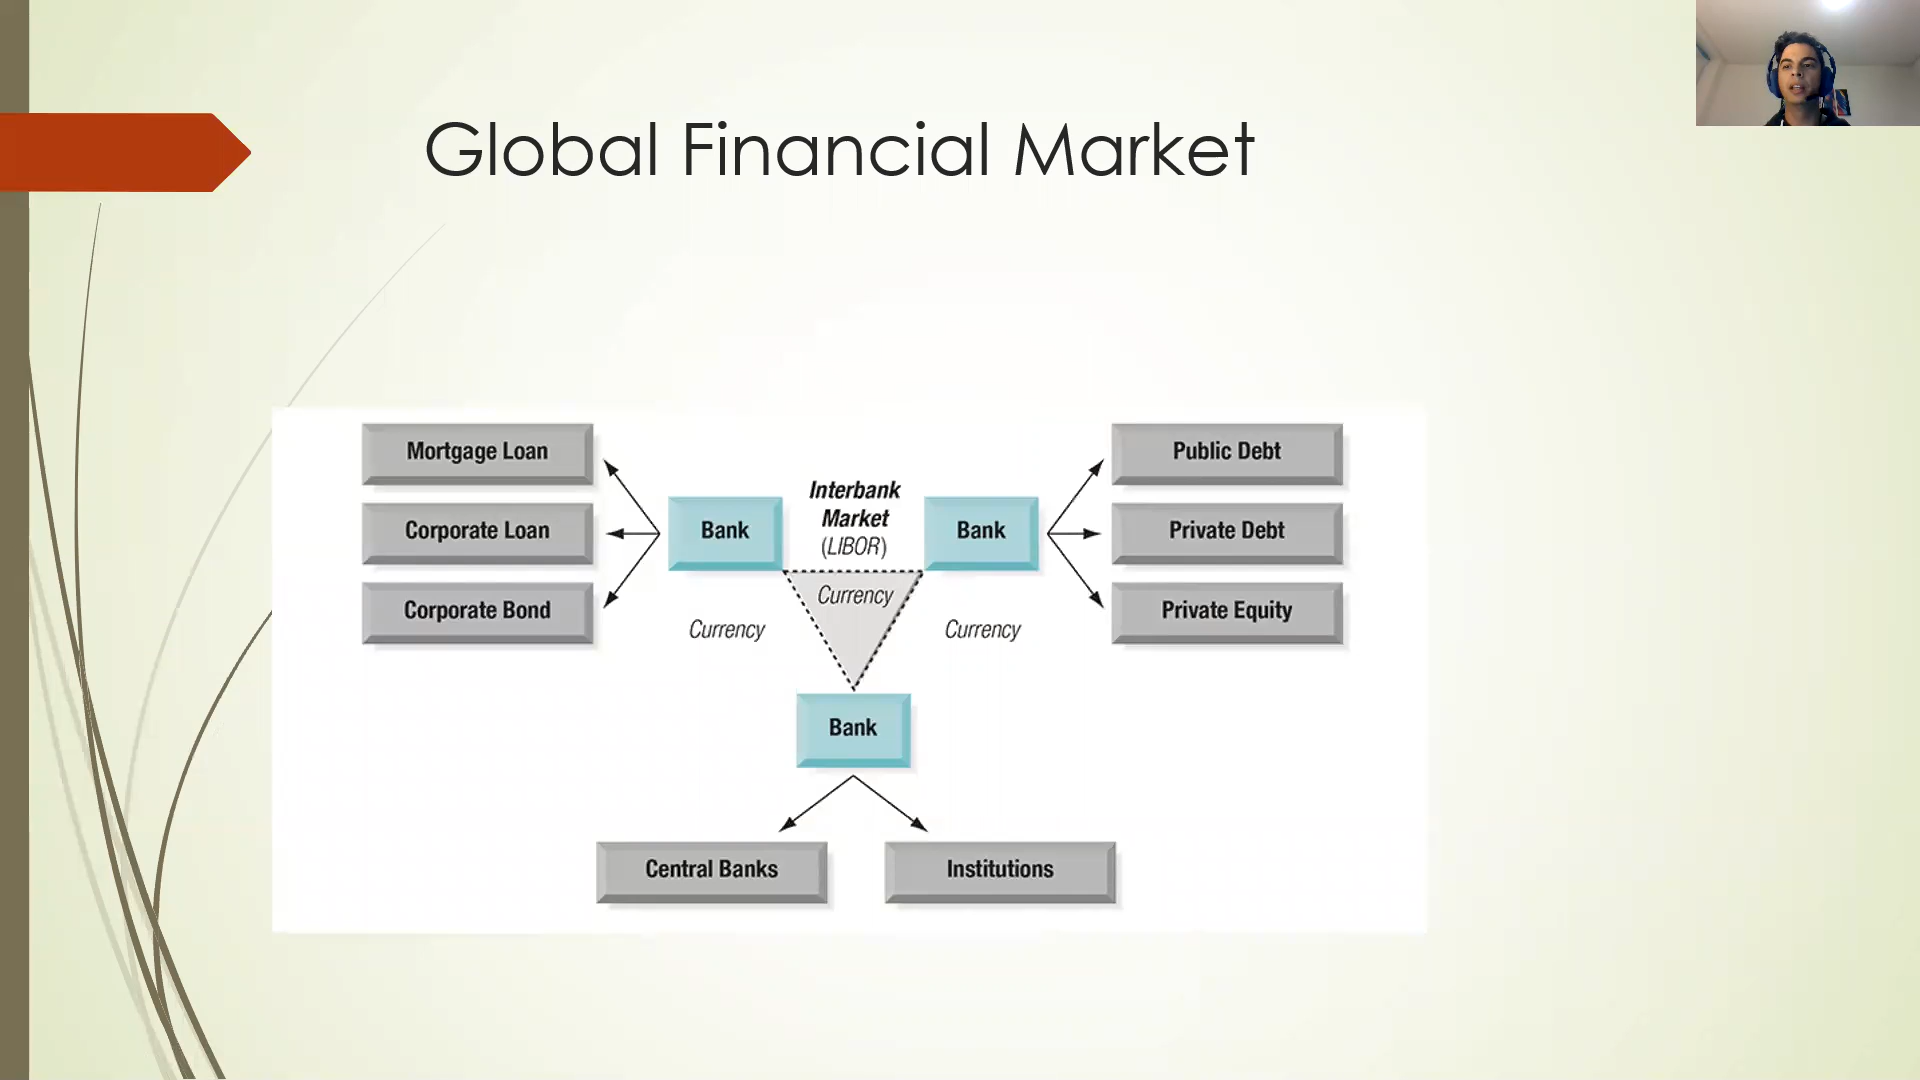 Global Financial Market
Mortgage Loan
Corporate Loan
Corporate Bond
Bank
Interbank
Market
(LIBOR)
Bank
Currency
Currency
Currency
Public Debt
Private Debt
Private Equity
Bank
Central Banks
Institutions